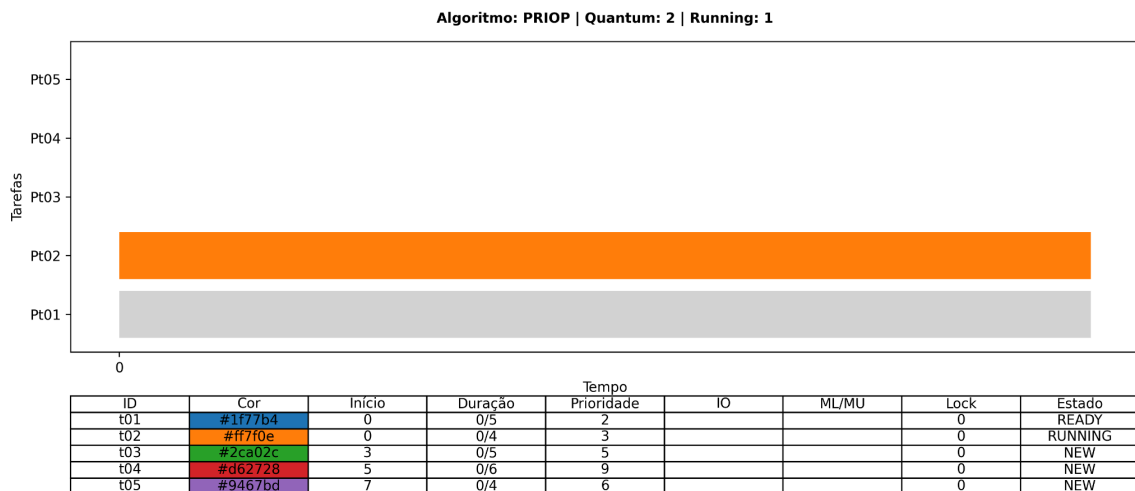 Algoritmo: PRIOP | Quantum: 2 | Running: 1
Tarefas
Pt05
Pt04
Pt03
Pt02
Pt01
0
Tempo
ID Cor Início Duração Prioridade IO ML/MU Lock Estado
t01 #1f77b4 0 0/5 2 0 READY
t02 #ff7f0e 0 0/4 3 0 RUNNING
t03 #2ca02c 3 0/5 5 0 NEW
t04 #d62728 5 0/6 9 0 NEW
t05 #9467bd 7 0/4 6 0 NEW